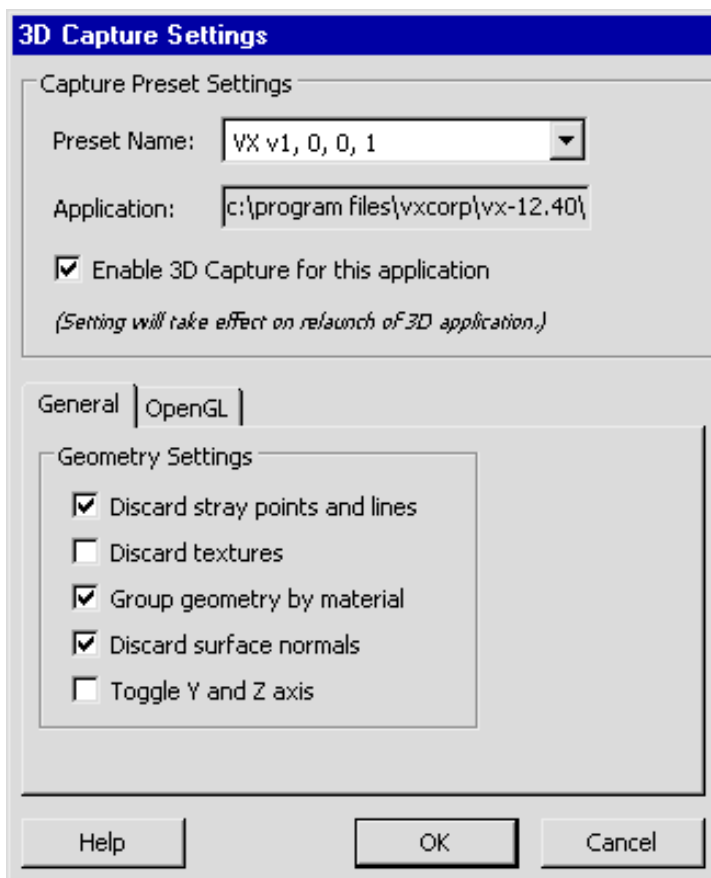 3D Capture Settings
Capture Preset Settings
Preset Name: VX v1, 0, 0, 1
Application: c:\program files\vxcorp\vx-12.40\
Enable 3D Capture for this application
(Setting will take effect on relaunch of 3D application.)
General OpenGL
Geometry Settings
Discard stray points and lines
Discard textures
Group geometry by material
Discard surface normals
Toggle Y and Z axis
Help OK Cancel